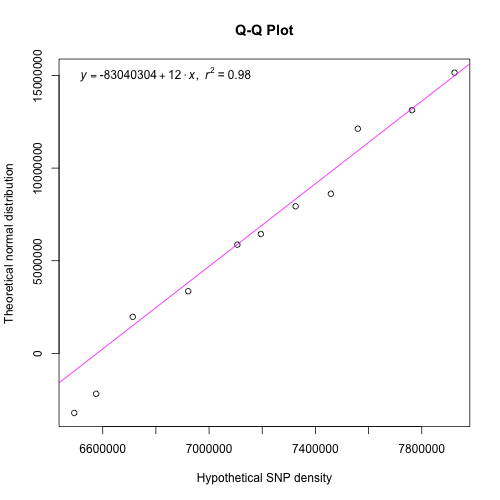 Q-Q Plot
y = -83040304 + 12 · x, r² = 0.98
Theoretical normal distribution
15000000
10000000
5000000
0
6600000 7000000 7400000 7800000
Hypothetical SNP density